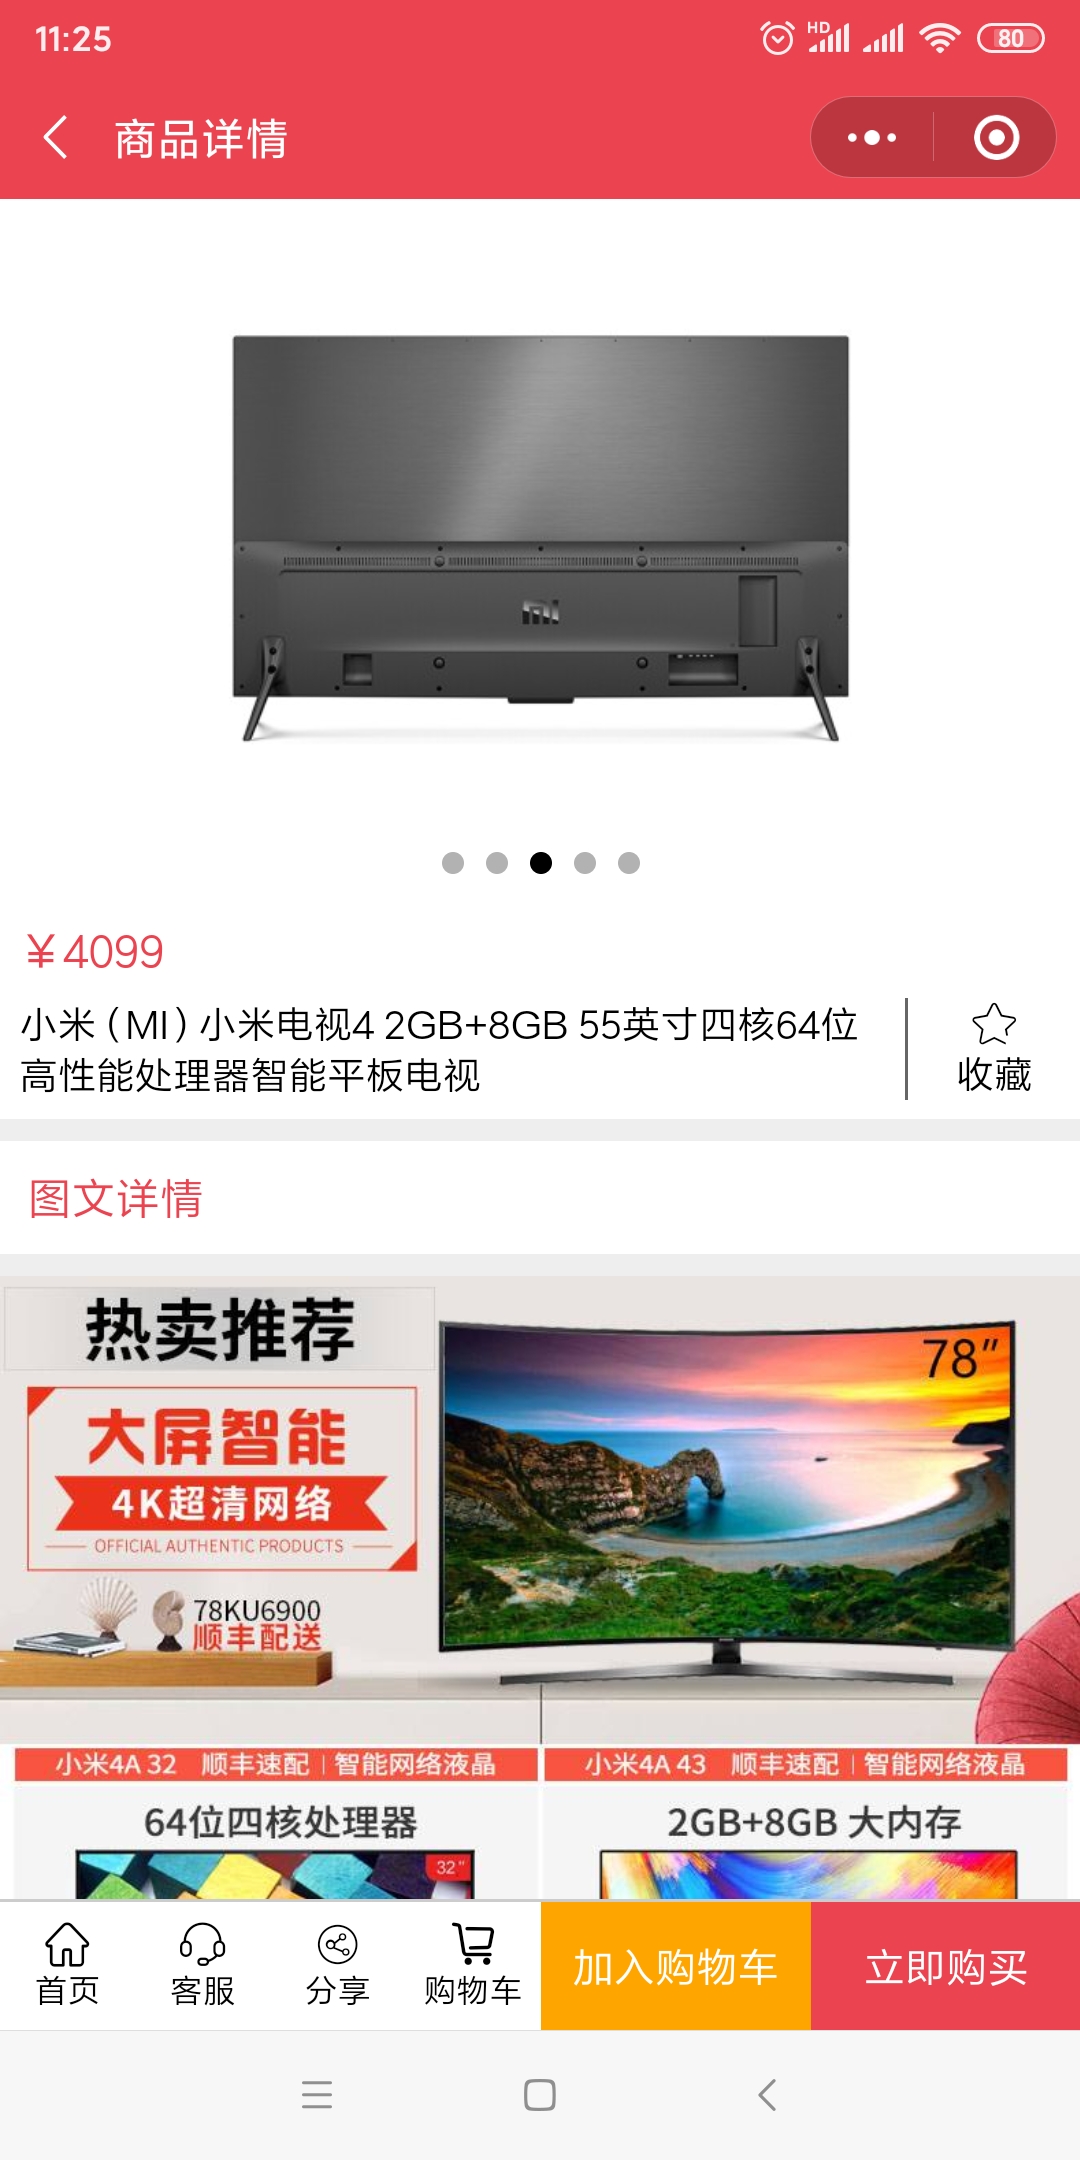 11:25
HD
80
商品详情
mi
￥4099
小米（MI）小米电视4 2GB+8GB 55英寸四核64位
高性能处理器智能平板电视
收藏
图文详情
热卖推荐
78"
大屏智能
4K超清网络
OFFICIAL AUTHENTIC PRODUCTS
78KU6900
顺丰配送
小米4A 32 顺丰速配 | 智能网络液晶
小米4A 43 顺丰速配 | 智能网络液晶
64位四核处理器
2GB+8GB 大内存
32"
首页
客服
分享
购物车
加入购物车
立即购买